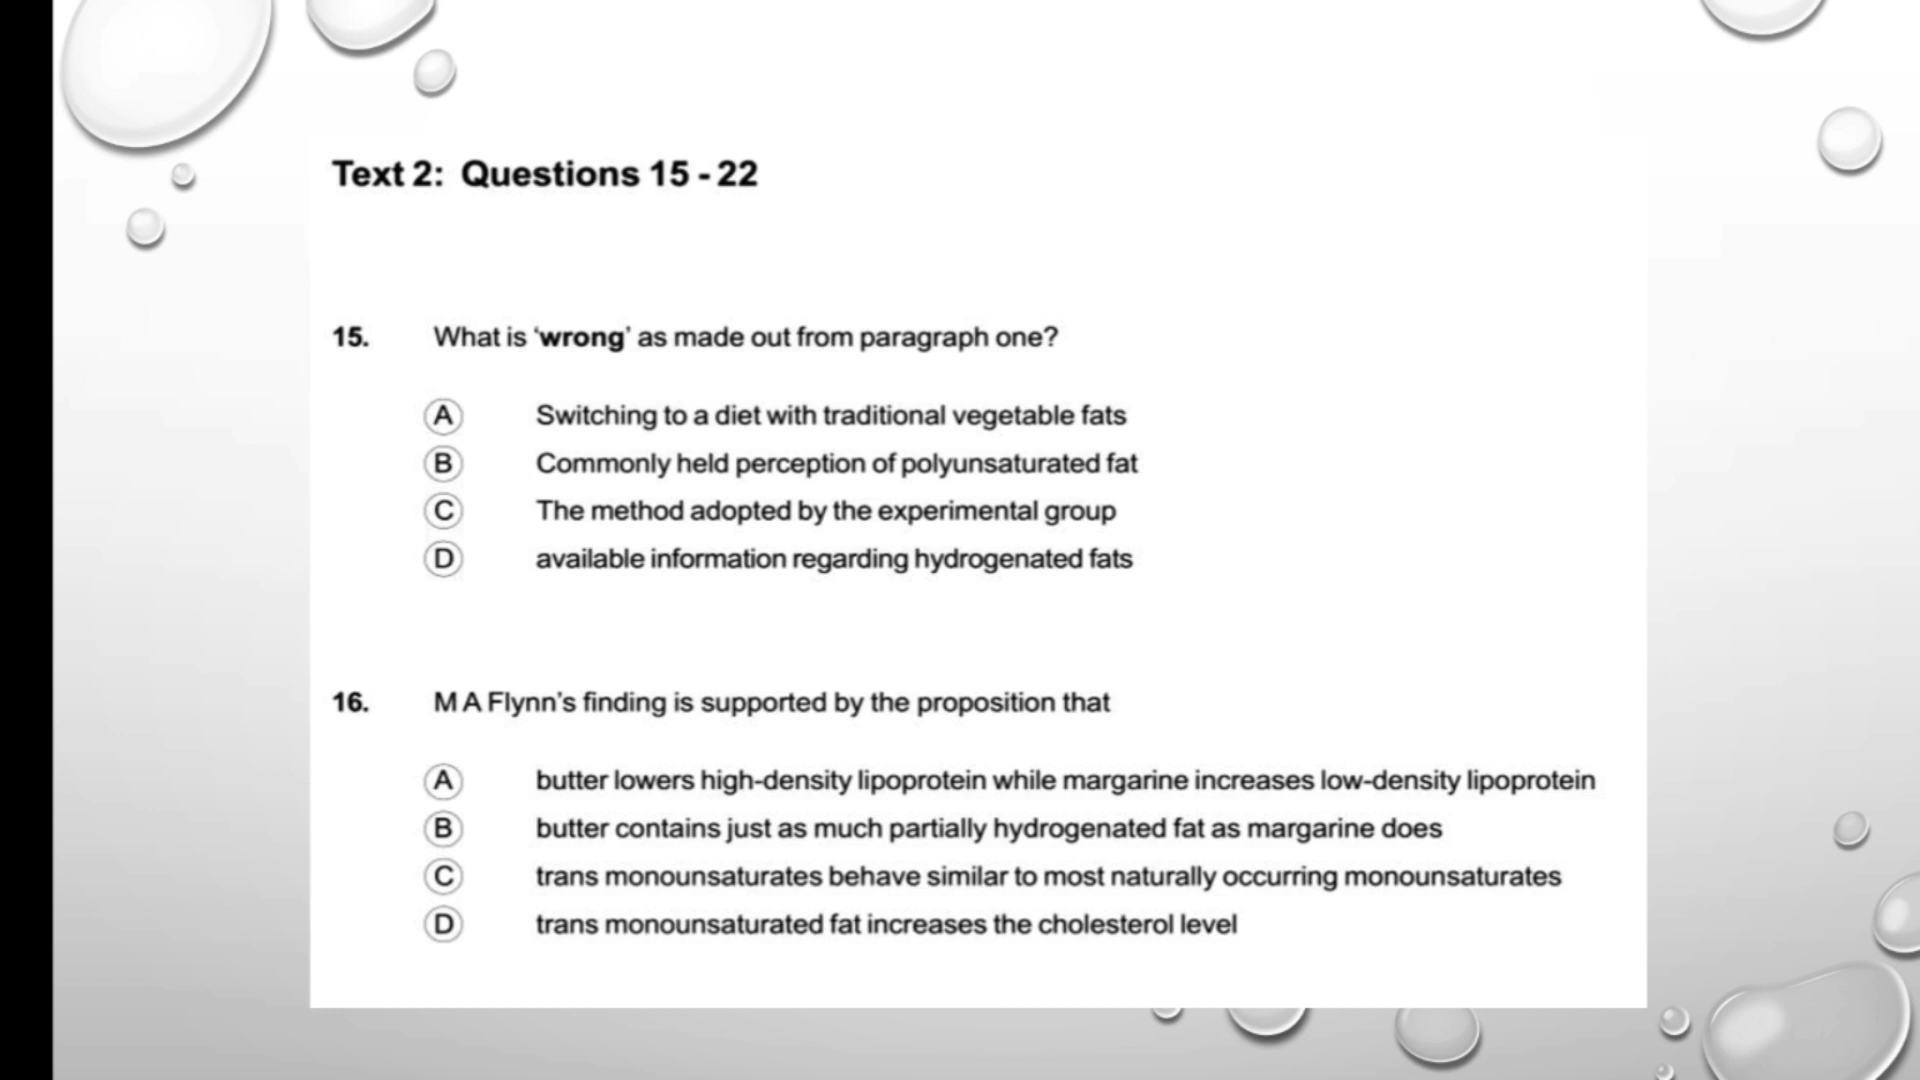 Text 2: Questions 15 - 22
15. What is ‘wrong’ as made out from paragraph one?
A Switching to a diet with traditional vegetable fats
B Commonly held perception of polyunsaturated fat
C The method adopted by the experimental group
D available information regarding hydrogenated fats
16. M A Flynn’s finding is supported by the proposition that
A butter lowers high-density lipoprotein while margarine increases low-density lipoprotein
B butter contains just as much partially hydrogenated fat as margarine does
C trans monounsaturates behave similar to most naturally occurring monounsaturates
D trans monounsaturated fat increases the cholesterol level